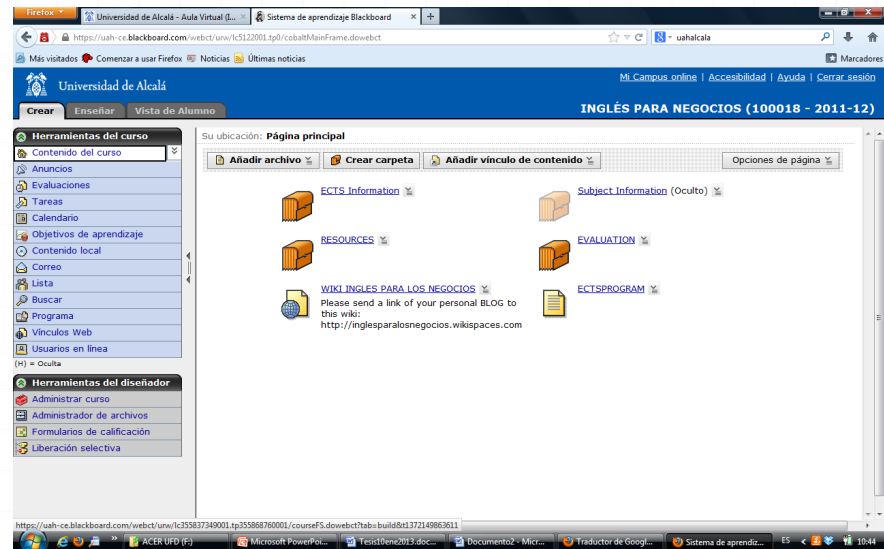 Firefox
Universidad de Alcalá - Aula Virtual (I...
Sistema de aprendizaje Blackboard
https://uah-ce.blackboard.com/webct/urw/lc5122001.tp0/cobaltMainFrame.dowebct
uahalcala
Más visitados Comenzar a usar Firefox Noticias Últimas noticias
Marcadores
Universidad de Alcalá
Mi Campus online | Accesibilidad | Ayuda | Cerrar sesión
Crear Enseñar Vista de Alumno
INGLÉS PARA NEGOCIOS (100018 - 2011-12)
Herramientas del curso
Contenido del curso
Anuncios
Evaluaciones
Tareas
Calendario
Objetivos de aprendizaje
Contenido local
Correo
Lista
Buscar
Programa
Vínculos Web
Usuarios en línea
(H) = Oculta
Herramientas del diseñador
Administrar curso
Administrador de archivos
Formularios de calificación
Liberación selectiva
Su ubicación: Página principal
Añadir archivo Crear carpeta Añadir vínculo de contenido Opciones de página
ECTS Information
Subject Information (Oculto)
RESOURCES
EVALUATION
WIKI INGLES PARA LOS NEGOCIOS
Please send a link of your personal BLOG to
this wiki:
http://inglesparalosnegocios.wikispaces.com
ECTSPROGRAM
https://uah-ce.blackboard.com/webct/urw/lc355837349001.tp355868760001/courseFS.dowebct?tab=build&t1372149863611
ACER UFD (F:)
Microsoft PowerPoi...
Tesis10ene2013.doc...
Documento2 - Micr...
Traductor de Googl...
Sistema de aprendiz...
ES
10:44